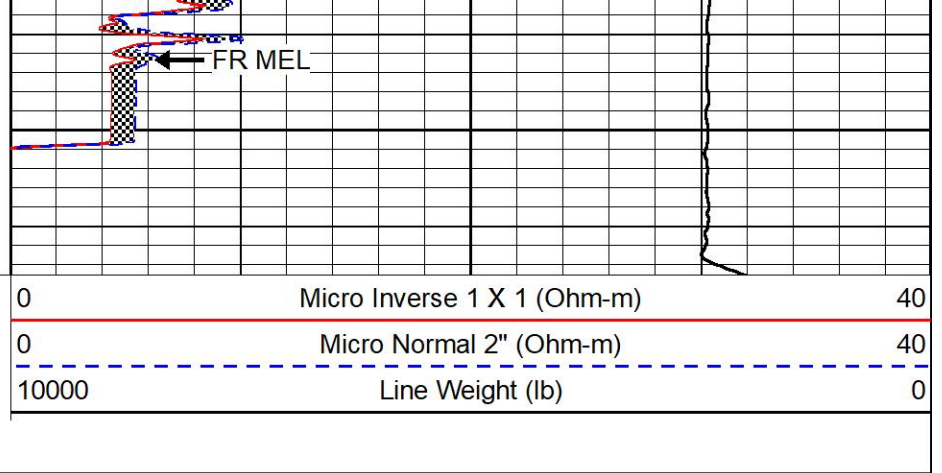 FR MEL
0 Micro Inverse 1 X 1 (Ohm-m) 40
0 Micro Normal 2" (Ohm-m) 40
10000 Line Weight (lb) 0